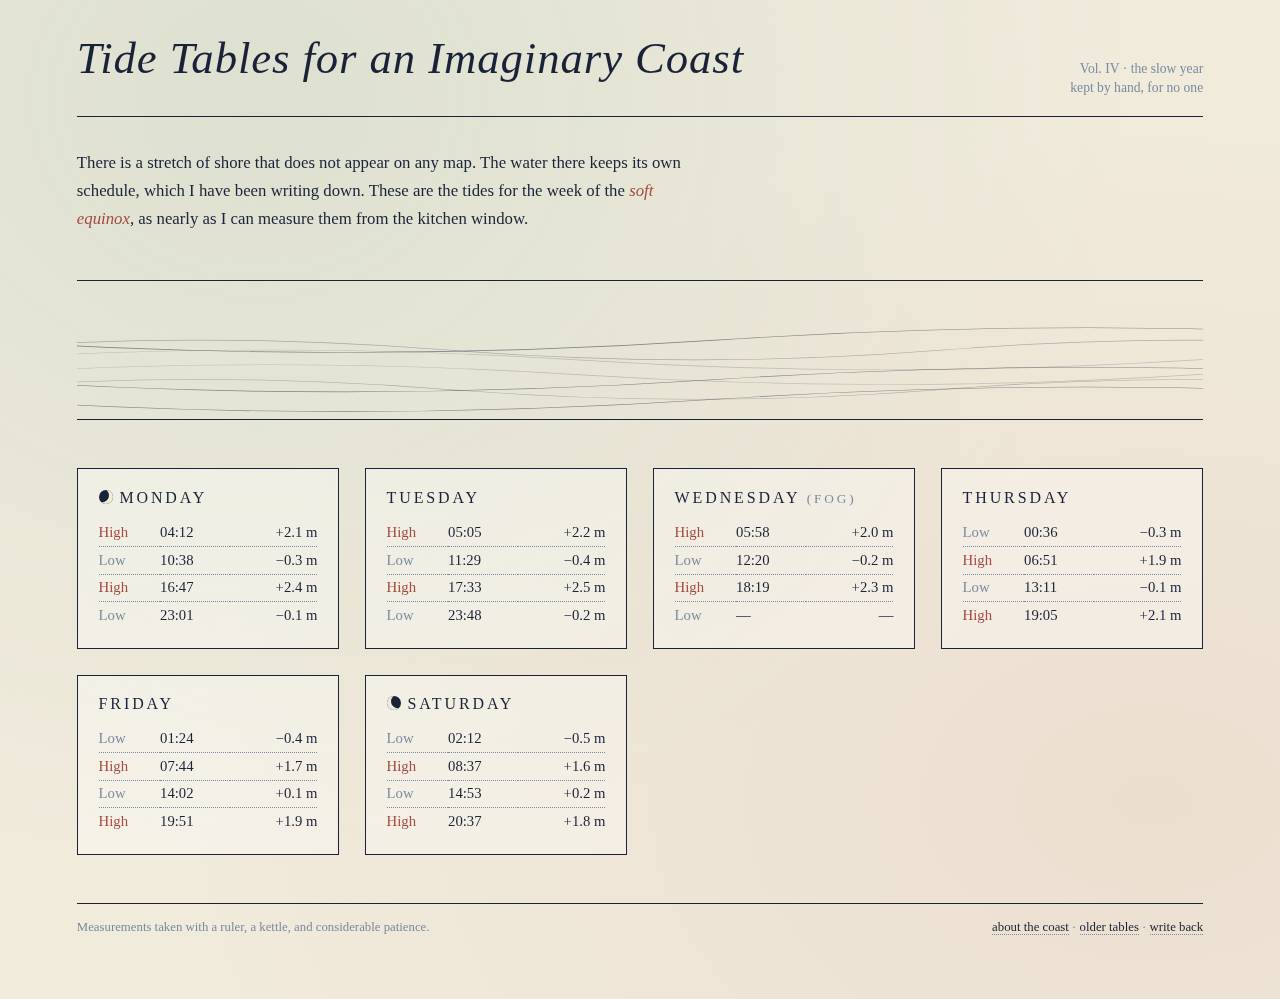 Tide Tables for an Imaginary Coast
Vol. IV · the slow year
kept by hand, for no one
There is a stretch of shore that does not appear on any map. The water there keeps its own
schedule, which I have been writing down. These are the tides for the week of the soft
equinox, as nearly as I can measure them from the kitchen window.
MONDAY
High 04:12 +2.1 m
Low 10:38 −0.3 m
High 16:47 +2.4 m
Low 23:01 −0.1 m
TUESDAY
High 05:05 +2.2 m
Low 11:29 −0.4 m
High 17:33 +2.5 m
Low 23:48 −0.2 m
WEDNESDAY (FOG)
High 05:58 +2.0 m
Low 12:20 −0.2 m
High 18:19 +2.3 m
Low — —
THURSDAY
Low 00:36 −0.3 m
High 06:51 +1.9 m
Low 13:11 −0.1 m
High 19:05 +2.1 m
FRIDAY
Low 01:24 −0.4 m
High 07:44 +1.7 m
Low 14:02 +0.1 m
High 19:51 +1.9 m
SATURDAY
Low 02:12 −0.5 m
High 08:37 +1.6 m
Low 14:53 +0.2 m
High 20:37 +1.8 m
Measurements taken with a ruler, a kettle, and considerable patience.
about the coast · older tables · write back